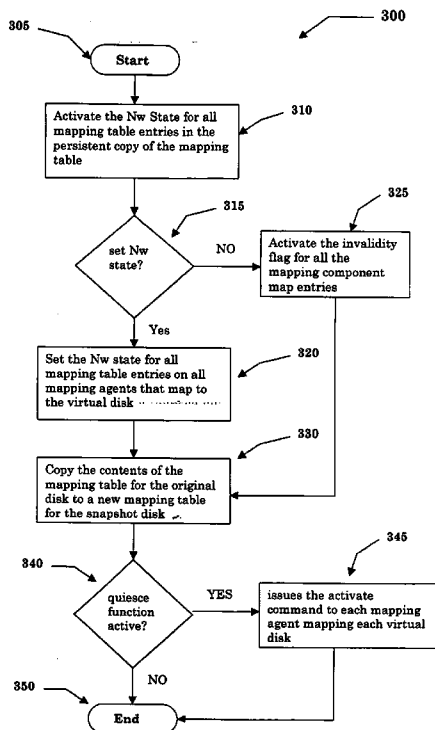 300
305
Start
Activate the Nw State for all
mapping table entries in the
persistent copy of the mapping
table
310
315
set Nw
state?
NO
325
Activate the invalidity
flag for all the
mapping component
map entries
Yes
320
Set the Nw state for all
mapping table entries on all
mapping agents that map to
the virtual disk
330
Copy the contents of the
mapping table for the original
disk to a new mapping table
for the snapshot disk
340
quiesce
function
active?
YES
345
issues the activate
command to each mapping
agent mapping each virtual
disk
NO
350
End